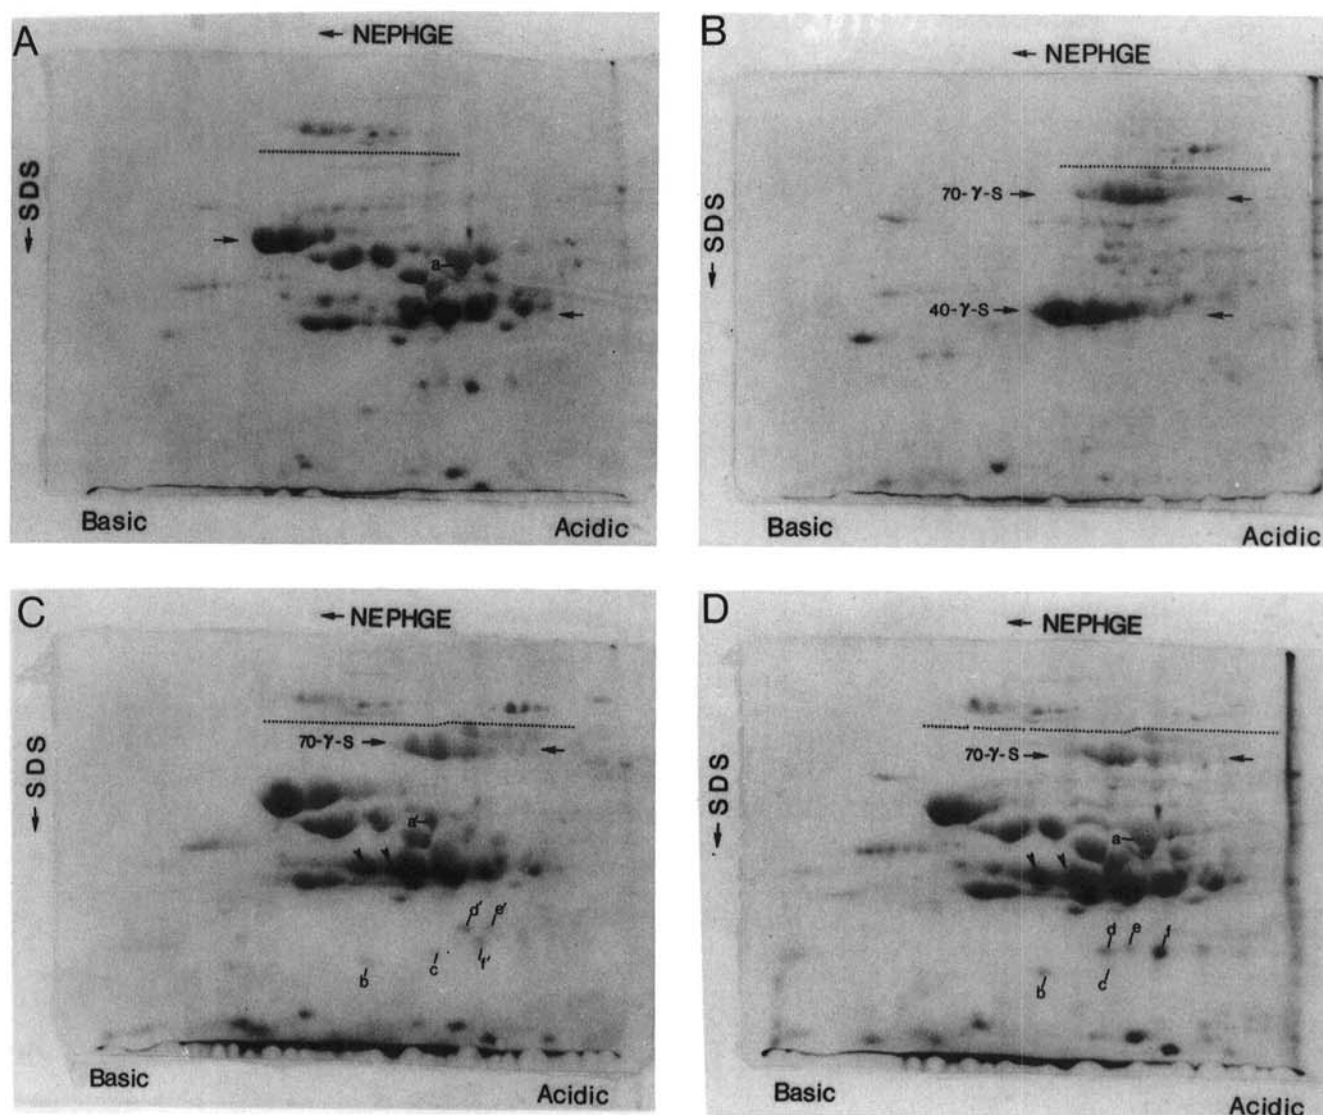 A
← NEPHGE
← SDS
a
Basic
Acidic
B
← NEPHGE
← SDS
70-γ-S →
40-γ-S →
Basic
Acidic
C
← NEPHGE
← SDS
70-γ-S →
a'
d' e'
b c f'
Basic
Acidic
D
← NEPHGE
← SDS
70-γ-S →
a
d e f
b c
Basic
Acidic